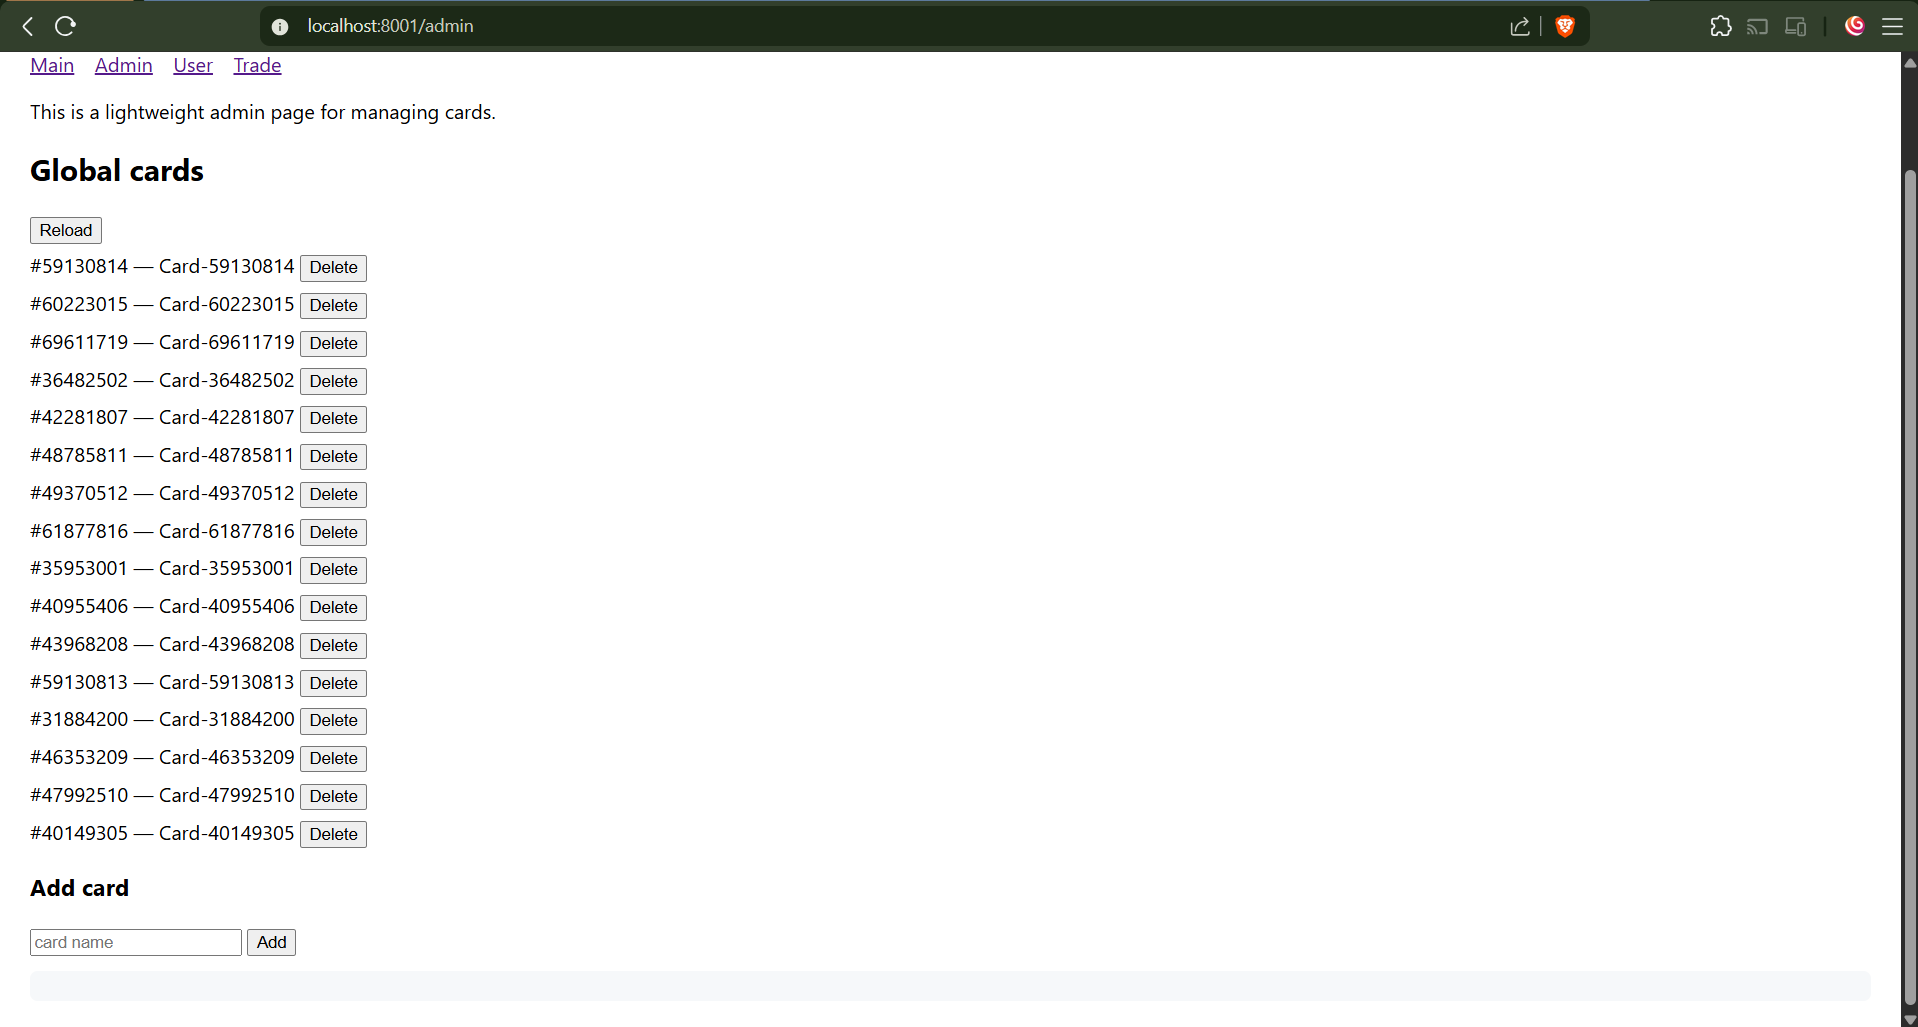 localhost:8001/admin
Main Admin User Trade
This is a lightweight admin page for managing cards.
Global cards
Reload
#59130814 — Card-59130814 Delete
#60223015 — Card-60223015 Delete
#69611719 — Card-69611719 Delete
#36482502 — Card-36482502 Delete
#42281807 — Card-42281807 Delete
#48785811 — Card-48785811 Delete
#49370512 — Card-49370512 Delete
#61877816 — Card-61877816 Delete
#35953001 — Card-35953001 Delete
#40955406 — Card-40955406 Delete
#43968208 — Card-43968208 Delete
#59130813 — Card-59130813 Delete
#31884200 — Card-31884200 Delete
#46353209 — Card-46353209 Delete
#47992510 — Card-47992510 Delete
#40149305 — Card-40149305 Delete
Add card
card name Add